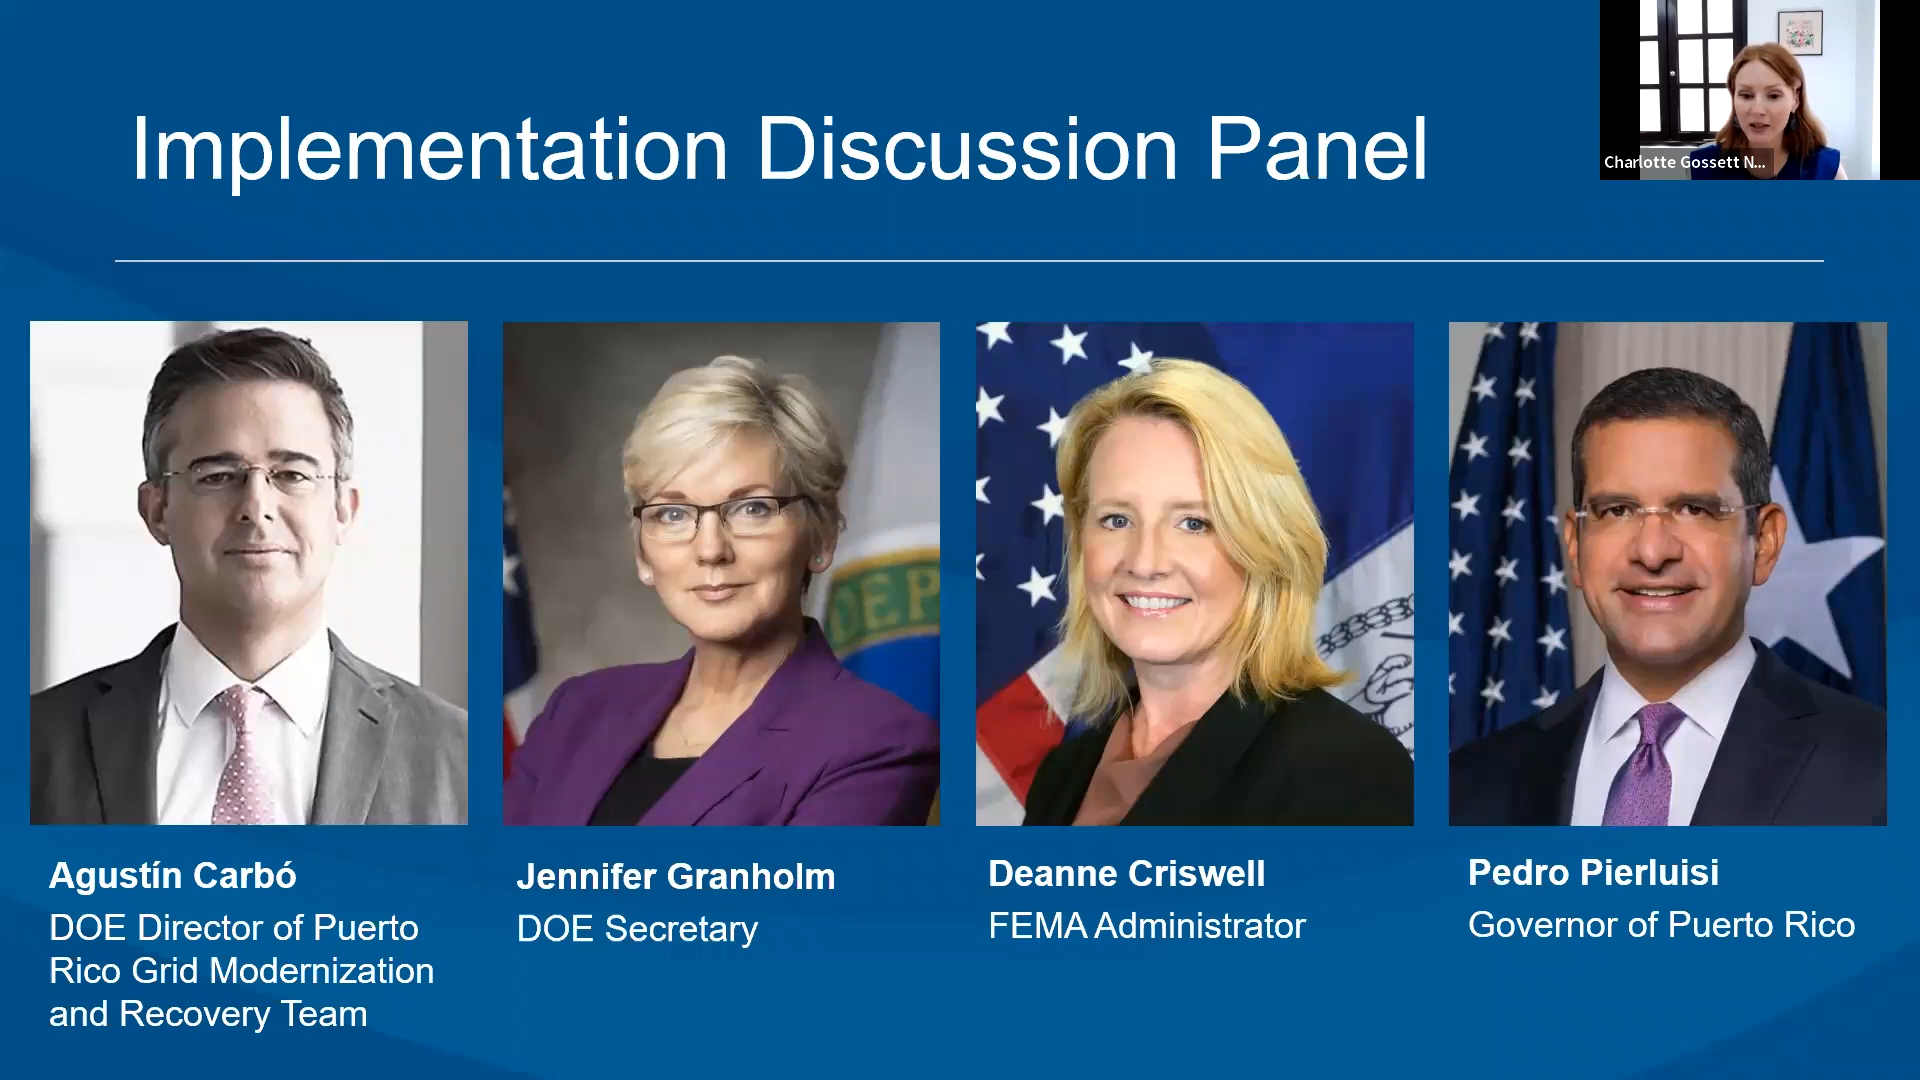 Implementation Discussion Panel
Charlotte Gossett N...
DEP
Agustín Carbó
DOE Director of Puerto
Rico Grid Modernization
and Recovery Team
Jennifer Granholm
DOE Secretary
Deanne Criswell
FEMA Administrator
Pedro Pierluisi
Governor of Puerto Rico